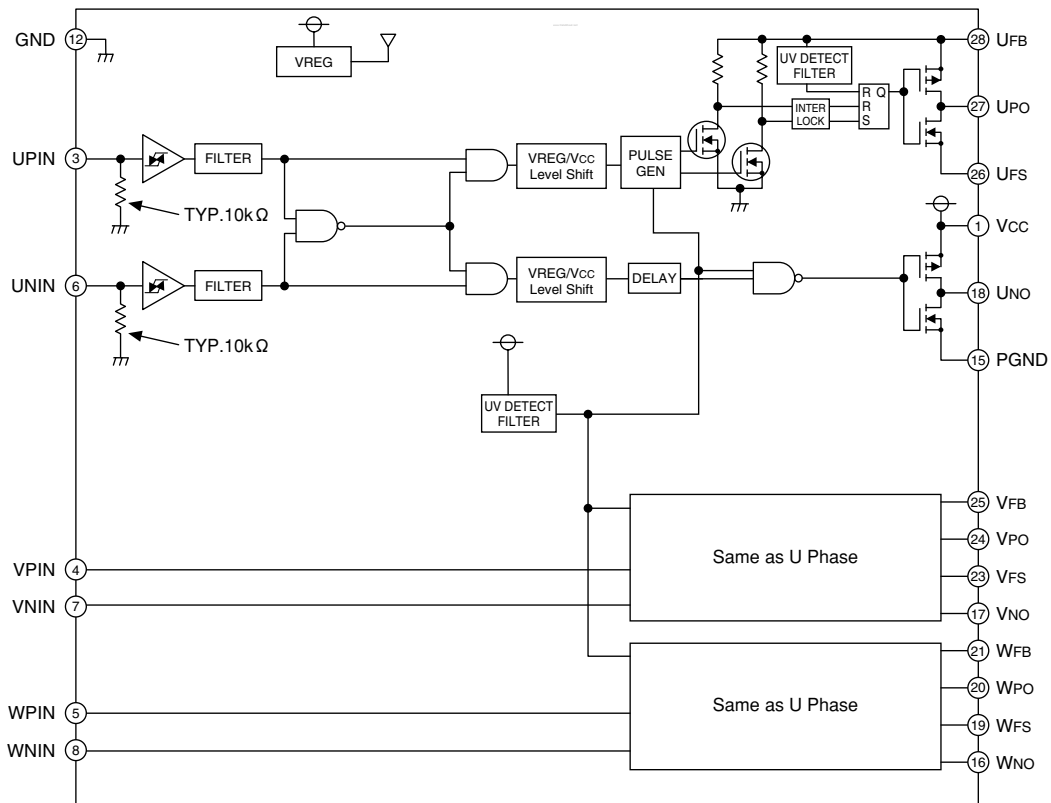 GND 12
VREG
UV DETECT
FILTER
28 UFB
R Q
R
S
INTER
LOCK
27 UPO
UPIN 3
FILTER
VREG/VCC
Level Shift
PULSE
GEN
26 UFS
TYP.10kΩ
1 VCC
UNIN 6
FILTER
VREG/VCC
Level Shift
DELAY
18 UNO
TYP.10kΩ
15 PGND
UV DETECT
FILTER
25 VFB
24 VPO
Same as U Phase
VPIN 4
23 VFS
VNIN 7
17 VNO
21 WFB
20 WPO
Same as U Phase
WPIN 5
19 WFS
WNIN 8
16 WNO